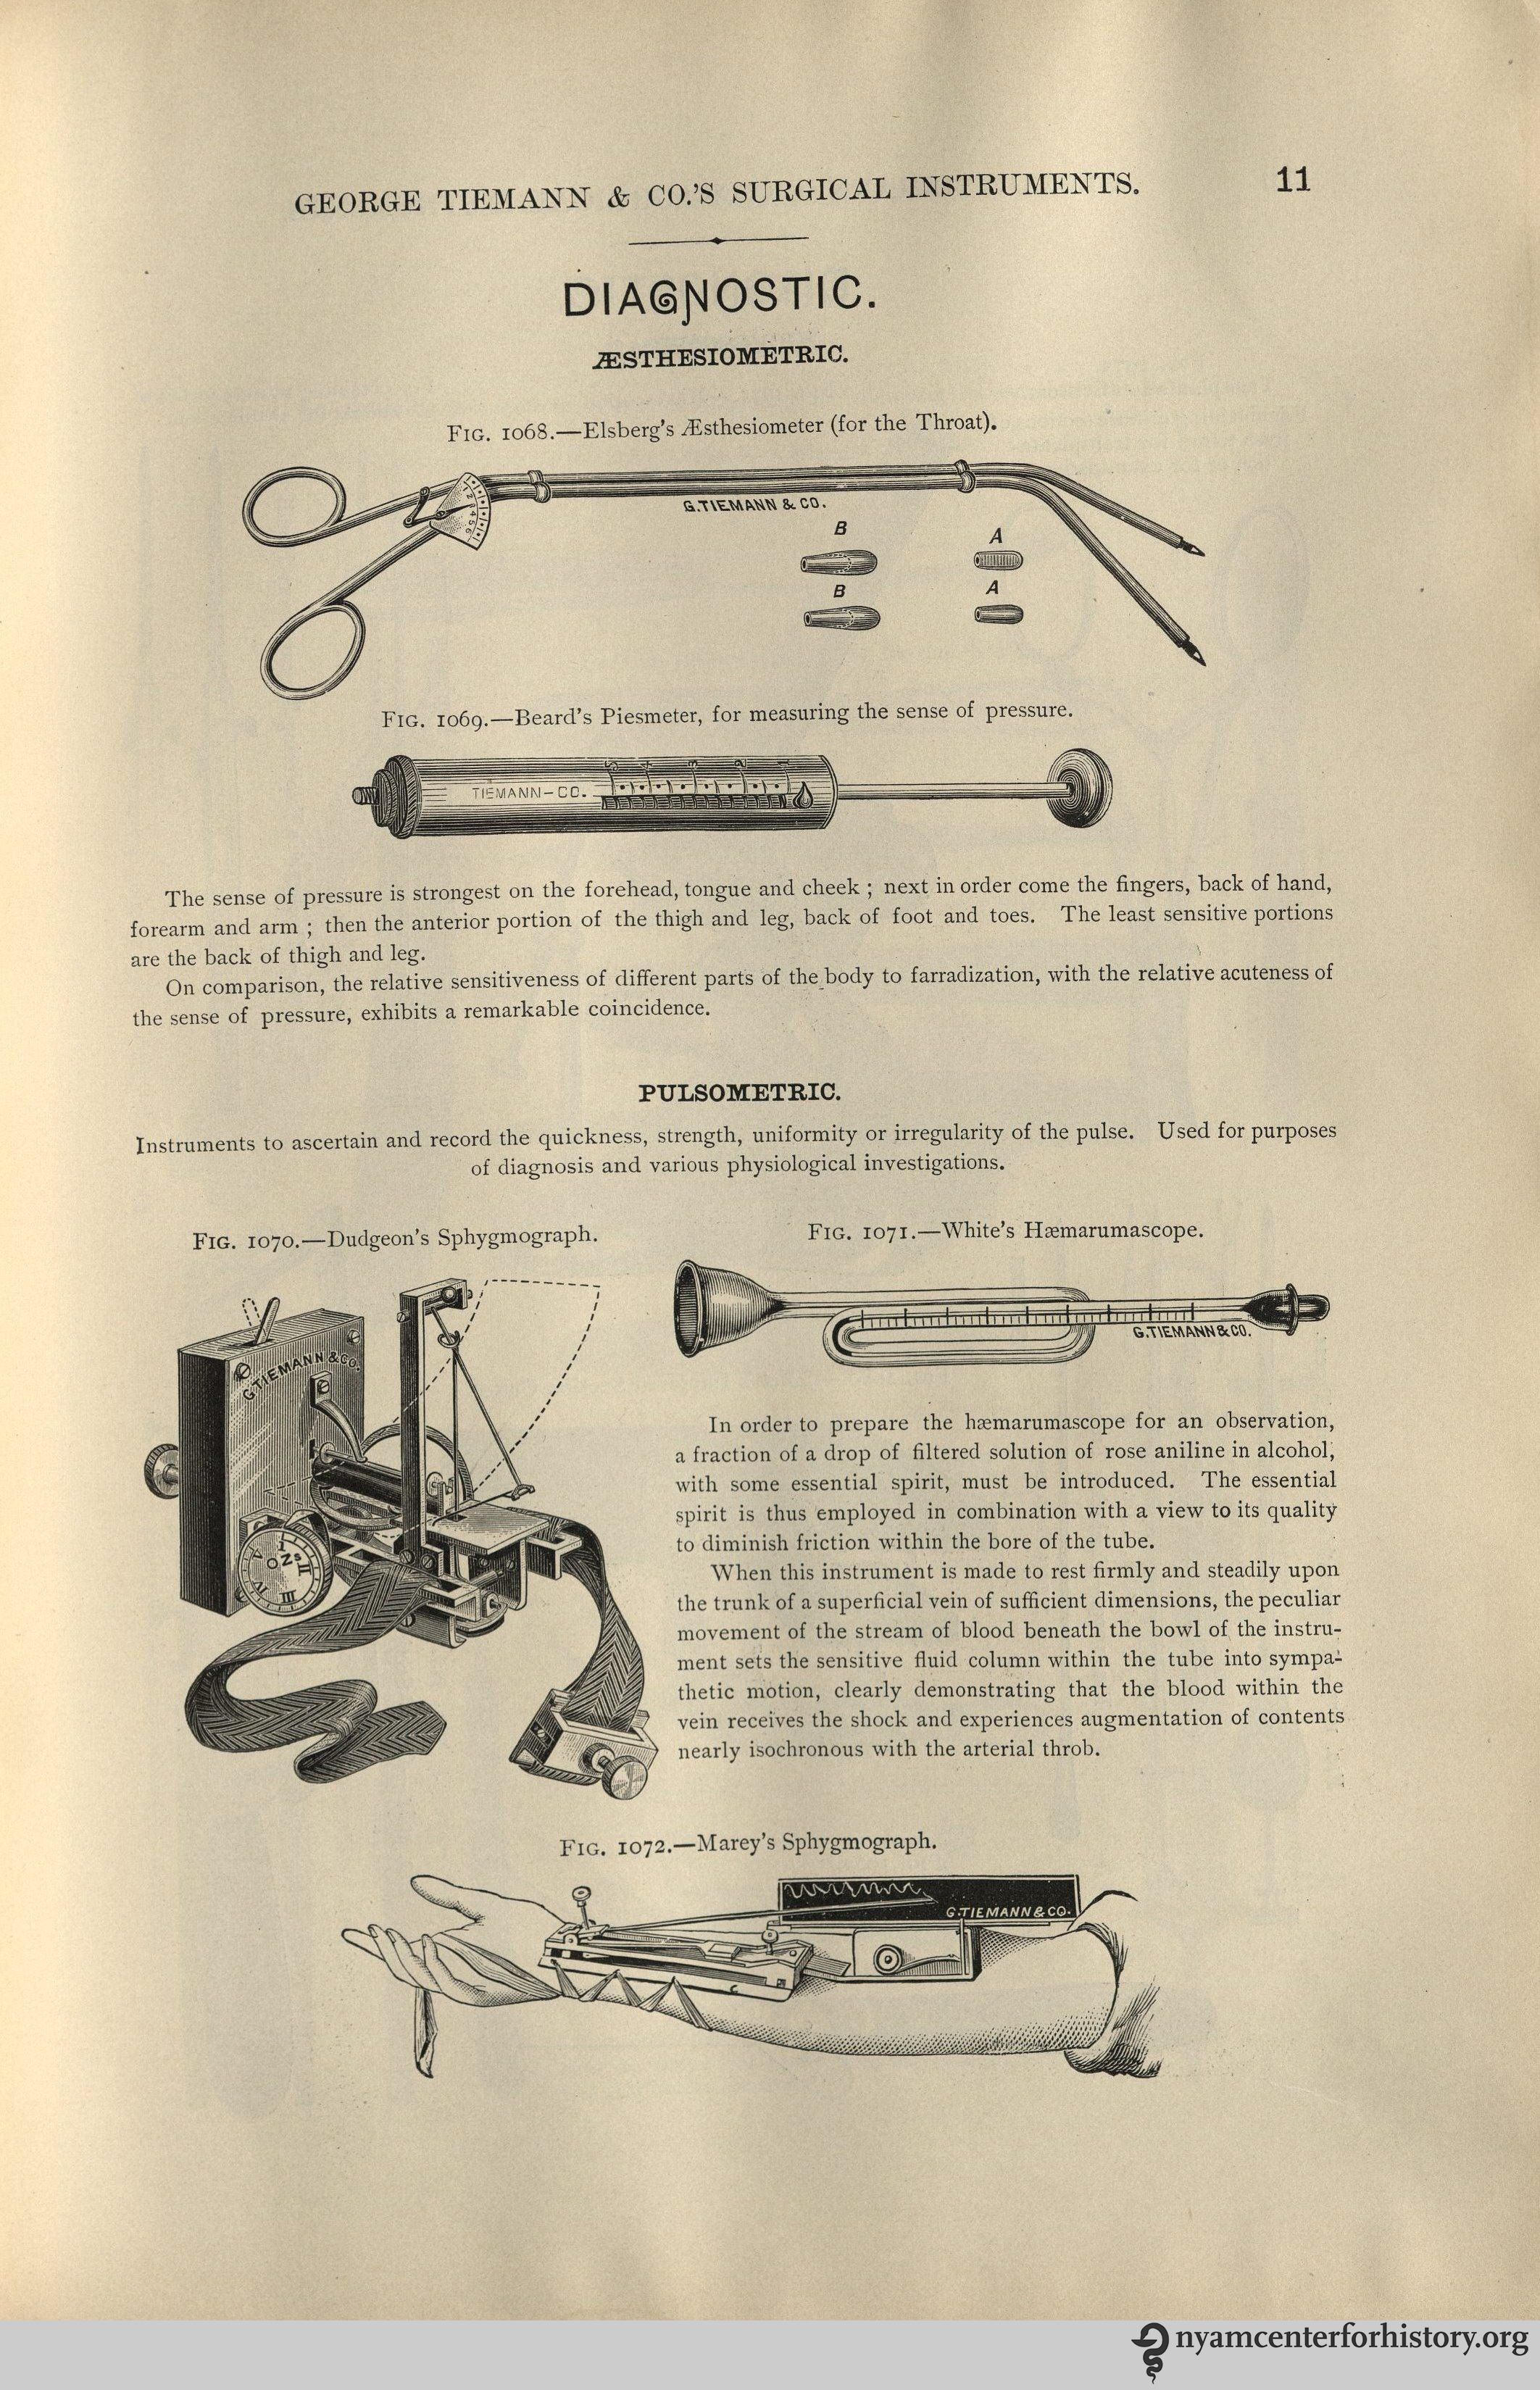 GEORGE TIEMANN & CO.'S SURGICAL INSTRUMENTS. 11
DIAGNOSTIC.
ÆSTHESIOMETRIC.
FIG. 1068.—Elsberg's Æsthesiometer (for the Throat).
G. TIEMANN & CO.
B A
B A
FIG. 1069.—Beard's Piesmeter, for measuring the sense of pressure.
TIEMANN-CO.
The sense of pressure is strongest on the forehead, tongue and cheek ; next in order come the fingers, back of hand,
forearm and arm ; then the anterior portion of the thigh and leg, back of foot and toes. The least sensitive portions
are the back of thigh and leg.
On comparison, the relative sensitiveness of different parts of the body to farradization, with the relative acuteness of
the sense of pressure, exhibits a remarkable coincidence.
PULSOMETRIC.
Instruments to ascertain and record the quickness, strength, uniformity or irregularity of the pulse. Used for purposes
of diagnosis and various physiological investigations.
FIG. 1070.—Dudgeon's Sphygmograph.
G. TIEMANN & CO.
I II III IV V
OZS
FIG. 1071.—White's Hæmarumascope.
G. TIEMANN & CO.
In order to prepare the hæmarumascope for an observation,
a fraction of a drop of filtered solution of rose aniline in alcohol,
with some essential spirit, must be introduced. The essential
spirit is thus employed in combination with a view to its quality
to diminish friction within the bore of the tube.
When this instrument is made to rest firmly and steadily upon
the trunk of a superficial vein of sufficient dimensions, the peculiar
movement of the stream of blood beneath the bowl of the instru-
ment sets the sensitive fluid column within the tube into sympa-
thetic motion, clearly demonstrating that the blood within the
vein receives the shock and experiences augmentation of contents
nearly isochronous with the arterial throb.
FIG. 1072.—Marey's Sphygmograph.
G. TIEMANN & CO.
nyamcenterforhistory.org